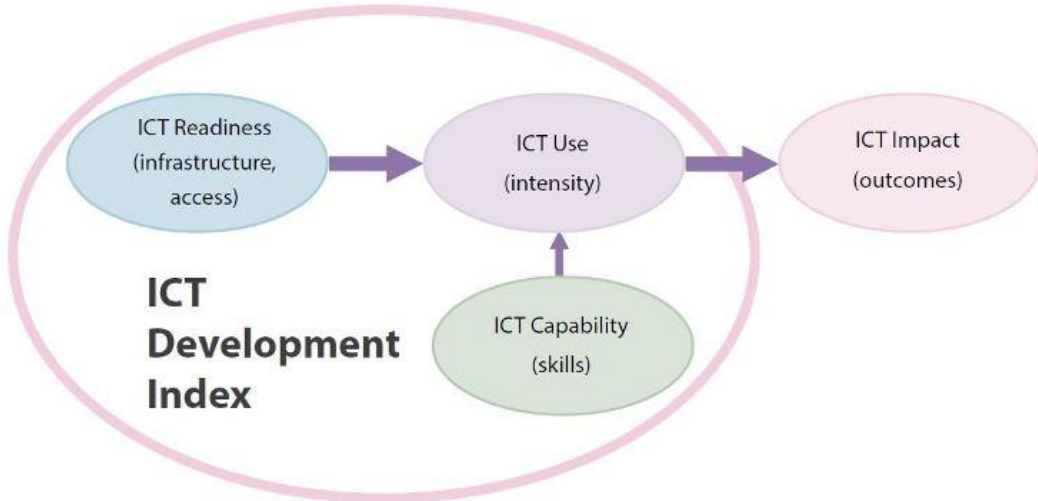 ICT Readiness
(infrastructure,
access)
ICT Use
(intensity)
ICT Impact
(outcomes)
ICT
Development
Index
ICT Capability
(skills)